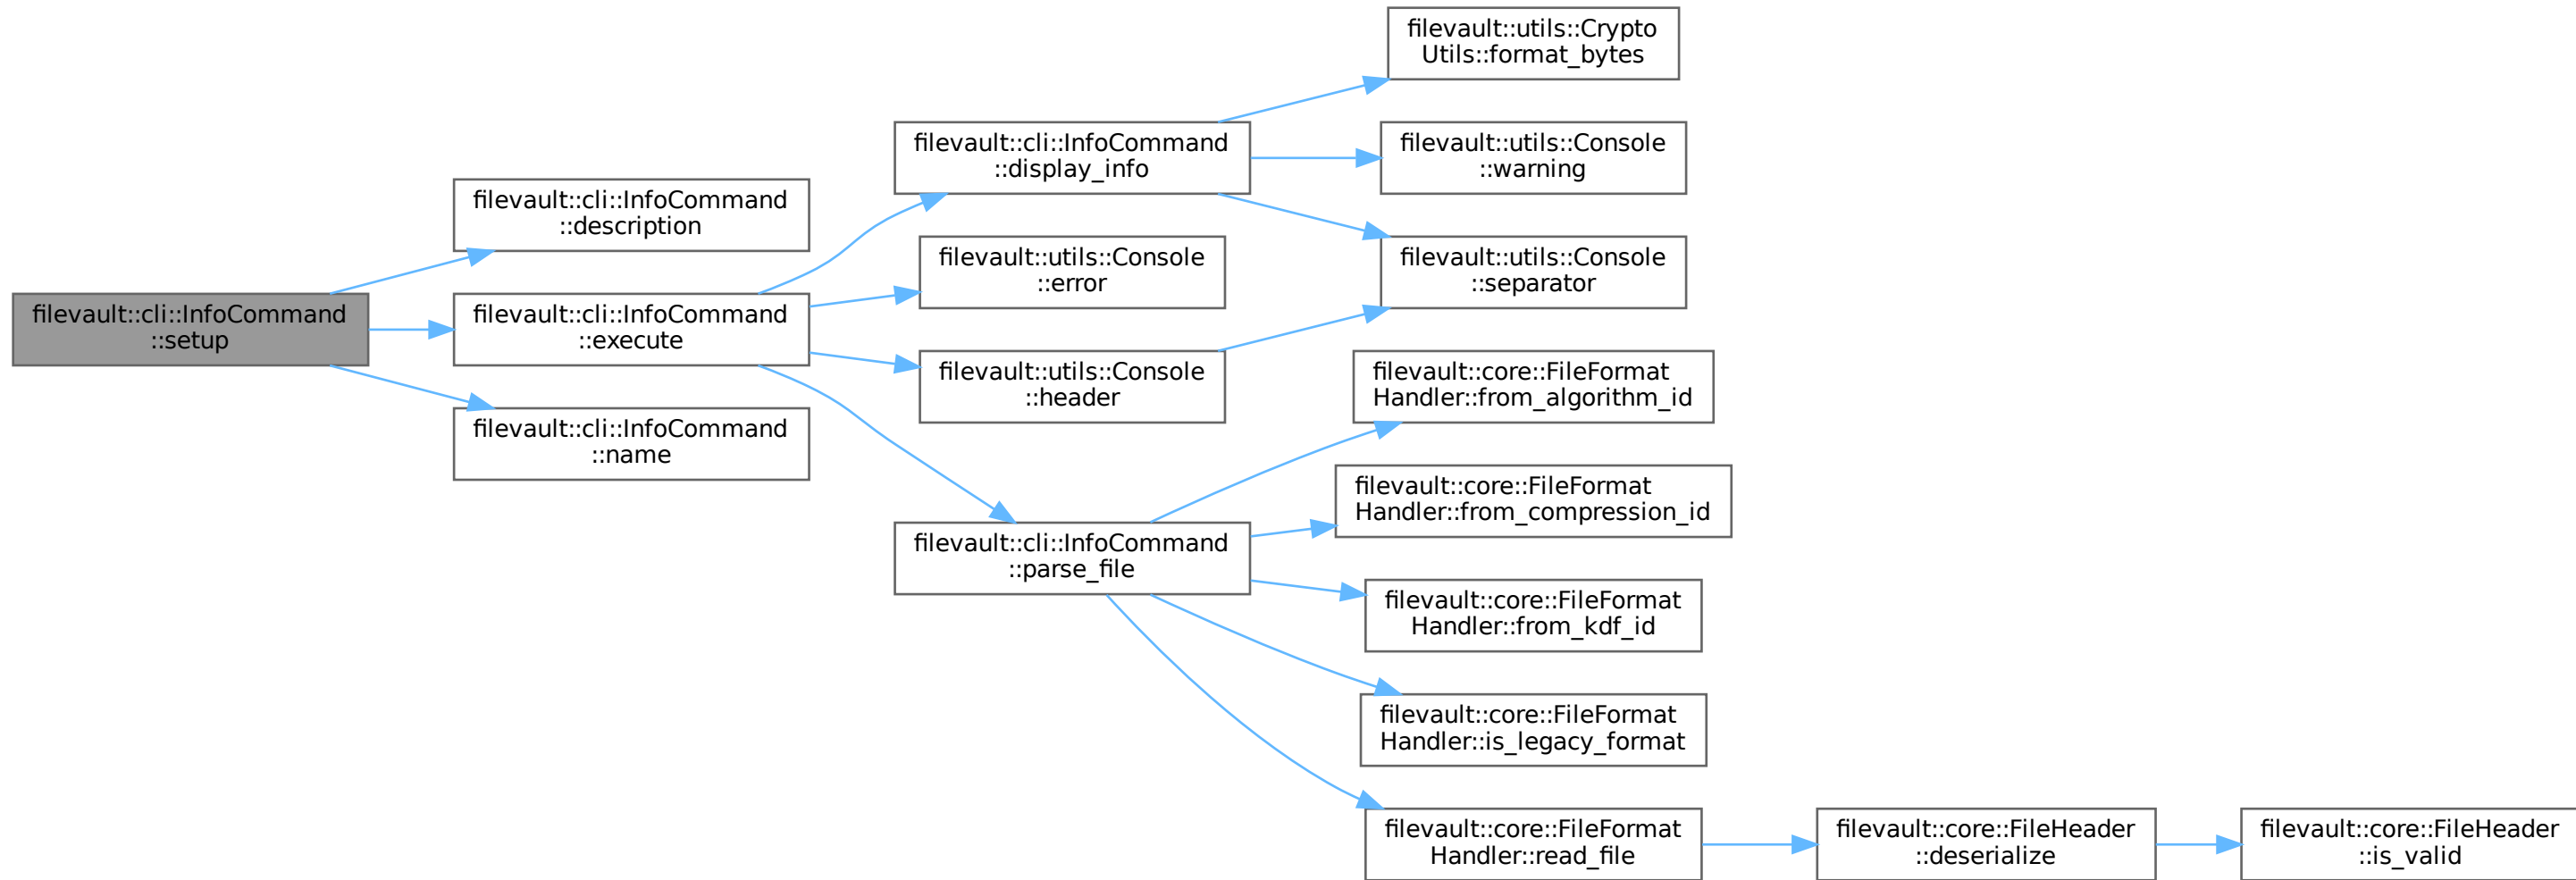 filevault::cli::InfoCommand
::setup
filevault::cli::InfoCommand
::description
filevault::cli::InfoCommand
::execute
filevault::cli::InfoCommand
::name
filevault::cli::InfoCommand
::display_info
filevault::utils::Console
::error
filevault::utils::Console
::header
filevault::cli::InfoCommand
::parse_file
filevault::utils::Crypto
Utils::format_bytes
filevault::utils::Console
::warning
filevault::utils::Console
::separator
filevault::core::FileFormat
Handler::from_algorithm_id
filevault::core::FileFormat
Handler::from_compression_id
filevault::core::FileFormat
Handler::from_kdf_id
filevault::core::FileFormat
Handler::is_legacy_format
filevault::core::FileFormat
Handler::read_file
filevault::core::FileHeader
::deserialize
filevault::core::FileHeader
::is_valid